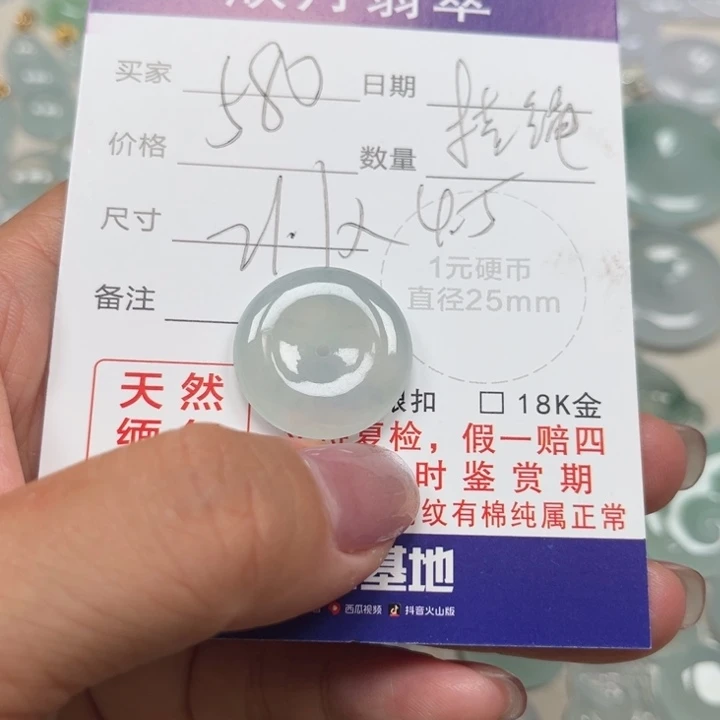 翡翠
买家 580 日期 挂绳
价格 数量
尺寸 21.2 4.5
1元硬币
备注 直径25mm
天然
扣 □ 18K金
缅 复检，假一赔四
时鉴赏期
纹有棉纯属正常
基地
西瓜视频 抖音火山版